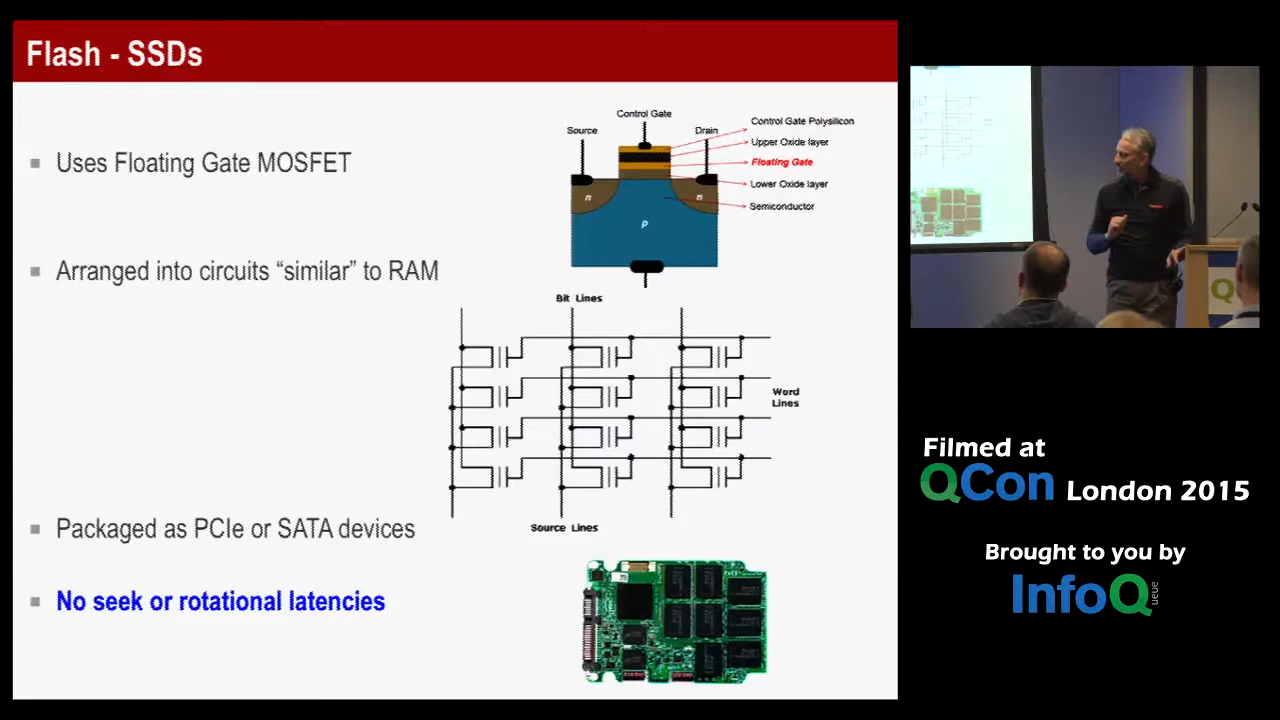 Flash - SSDs
Uses Floating Gate MOSFET
Control Gate
Source
Drain
Control Gate Polysilicon
Upper Oxide layer
Floating Gate
Lower Oxide layer
Semiconductor
n
n
p
Arranged into circuits “similar” to RAM
Bit Lines
Word
Lines
Source Lines
Packaged as PCIe or SATA devices
No seek or rotational latencies
Q
Filmed at
QCon London 2015
Brought to you by
InfoQ
ueue